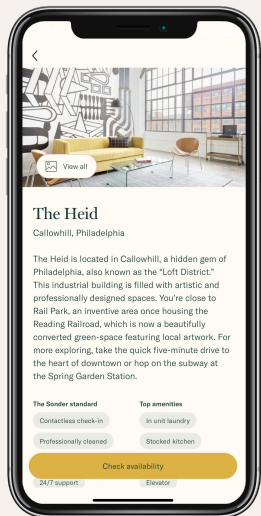 View all
The Heid
Callowhill, Philadelphia
The Heid is located in Callowhill, a hidden gem of
Philadelphia, also known as the “Loft District.”
This industrial building is filled with artistic and
professionally designed spaces. You’re close to
Rail Park, an inventive area once housing the
Reading Railroad, which is now a beautifully
converted green-space featuring local artwork. For
more exploring, take the quick five-minute drive to
the heart of downtown or hop on the subway at
the Spring Garden Station.
The Sonder standard Top amenities
Contactless check-in In unit laundry
Professionally cleaned Stocked kitchen
Check availability
24/7 support Elevator